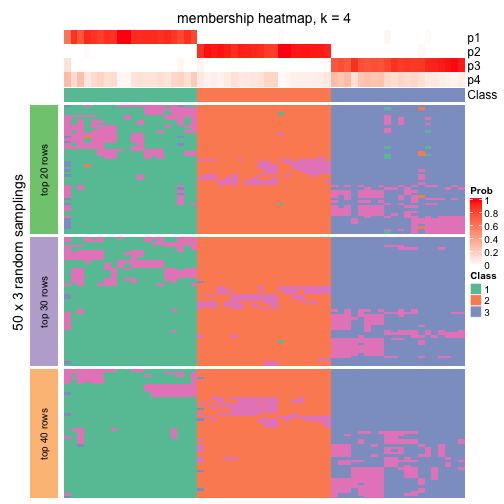 membership heatmap, k = 4
p1
p2
p3
p4
Class
50 x 3 random samplings
top 20 rows
top 30 rows
top 40 rows
Prob
1
0.8
0.6
0.4
0.2
0
Class
1
2
3